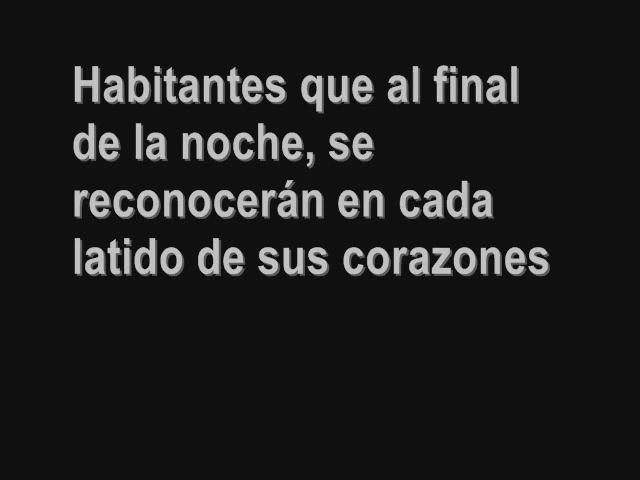 Habitantes que al final
de la noche, se
reconocerán en cada
latido de sus corazones